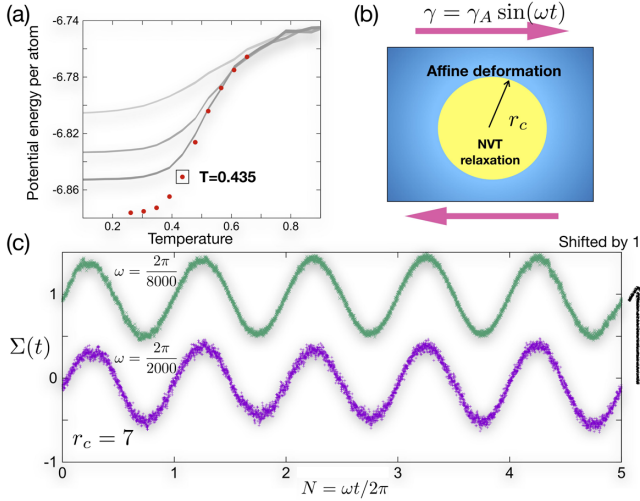 (a)
-6.74
-6.78
-6.82
-6.86
Potential energy per atom
T=0.435
0.2 0.4 0.6 0.8
Temperature
(b)
γ = γ_A sin(ωt)
Affine deformation
r_c
NVT
relaxation
(c)
Shifted by 1
ω = 2π/8000
ω = 2π/2000
Σ(t)
1
0
-1
r_c = 7
0 1 2 3 4 5
N = ωt/2π